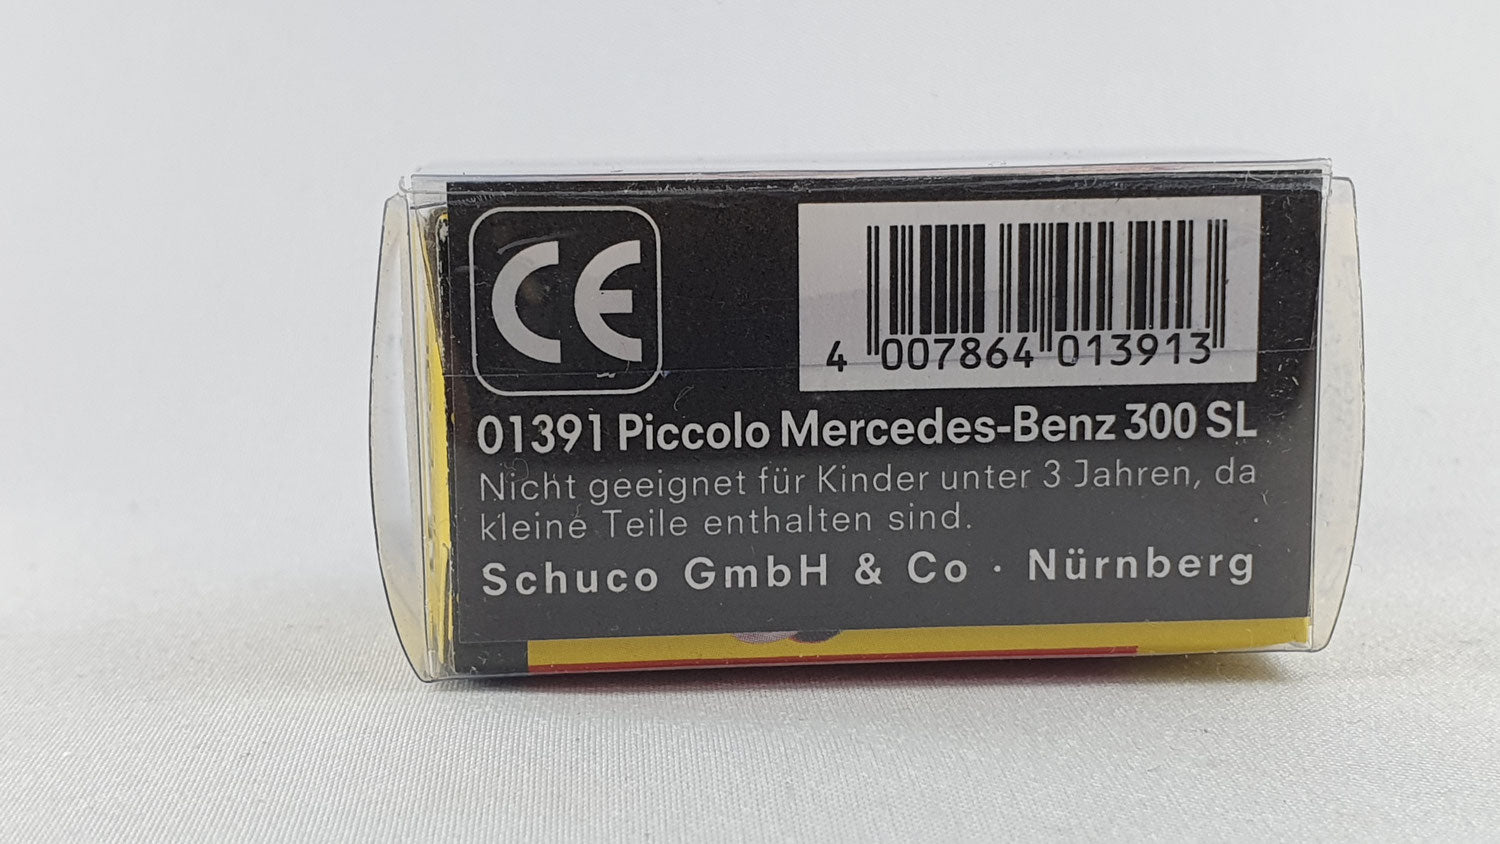 CE
4 007864 013913
01391 Piccolo Mercedes-Benz 300 SL
Nicht geeignet für Kinder unter 3 Jahren, da
kleine Teile enthalten sind.
Schuco GmbH & Co · Nürnberg